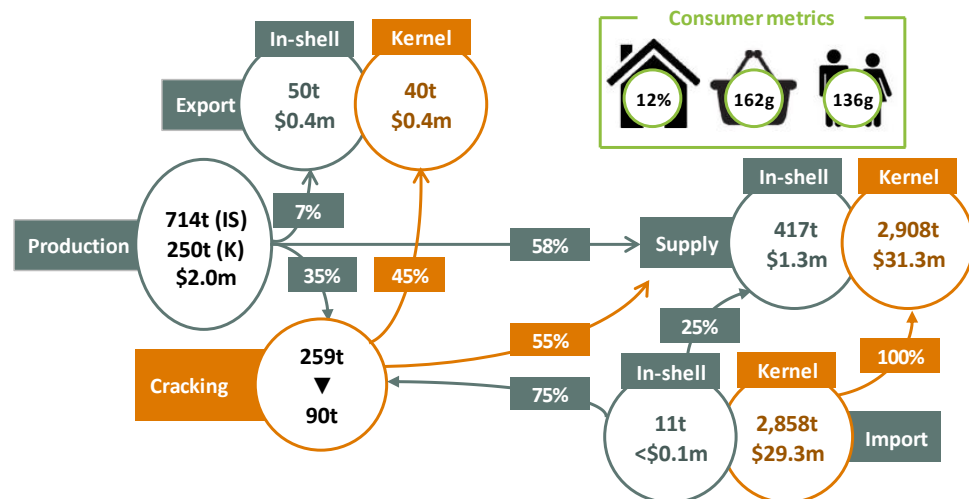 Consumer metrics
12%
162g
136g
In-shell
Kernel
Export
50t
$0.4m
40t
$0.4m
7%
Production
714t (IS)
250t (K)
$2.0m
35%
45%
58%
In-shell
Kernel
Supply
417t
$1.3m
2,908t
$31.3m
Cracking
259t
▼
90t
55%
75%
25%
100%
In-shell
Kernel
11t
<$0.1m
2,858t
$29.3m
Import